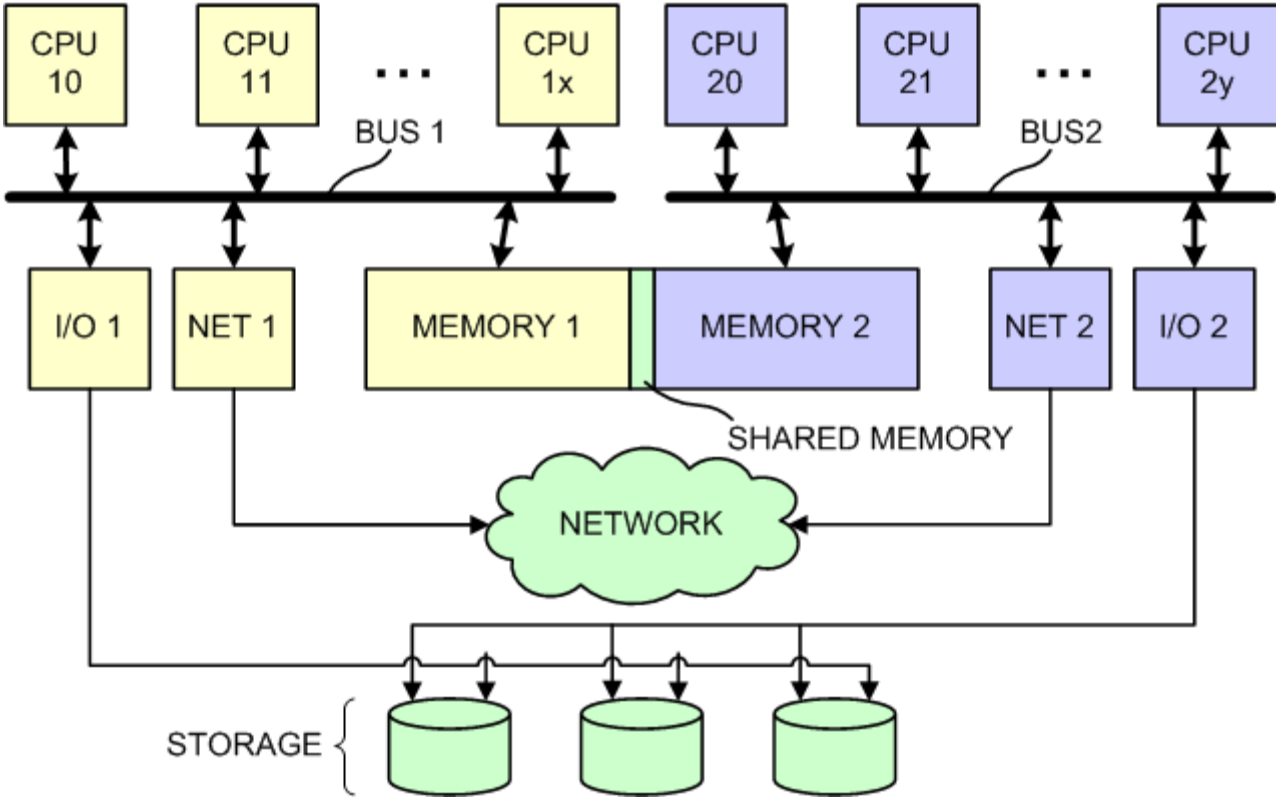 CPU
10
CPU
11
...
CPU
1x
CPU
20
CPU
21
...
CPU
2y
BUS 1
BUS2
I/O 1
NET 1
MEMORY 1
MEMORY 2
NET 2
I/O 2
SHARED MEMORY
NETWORK
STORAGE